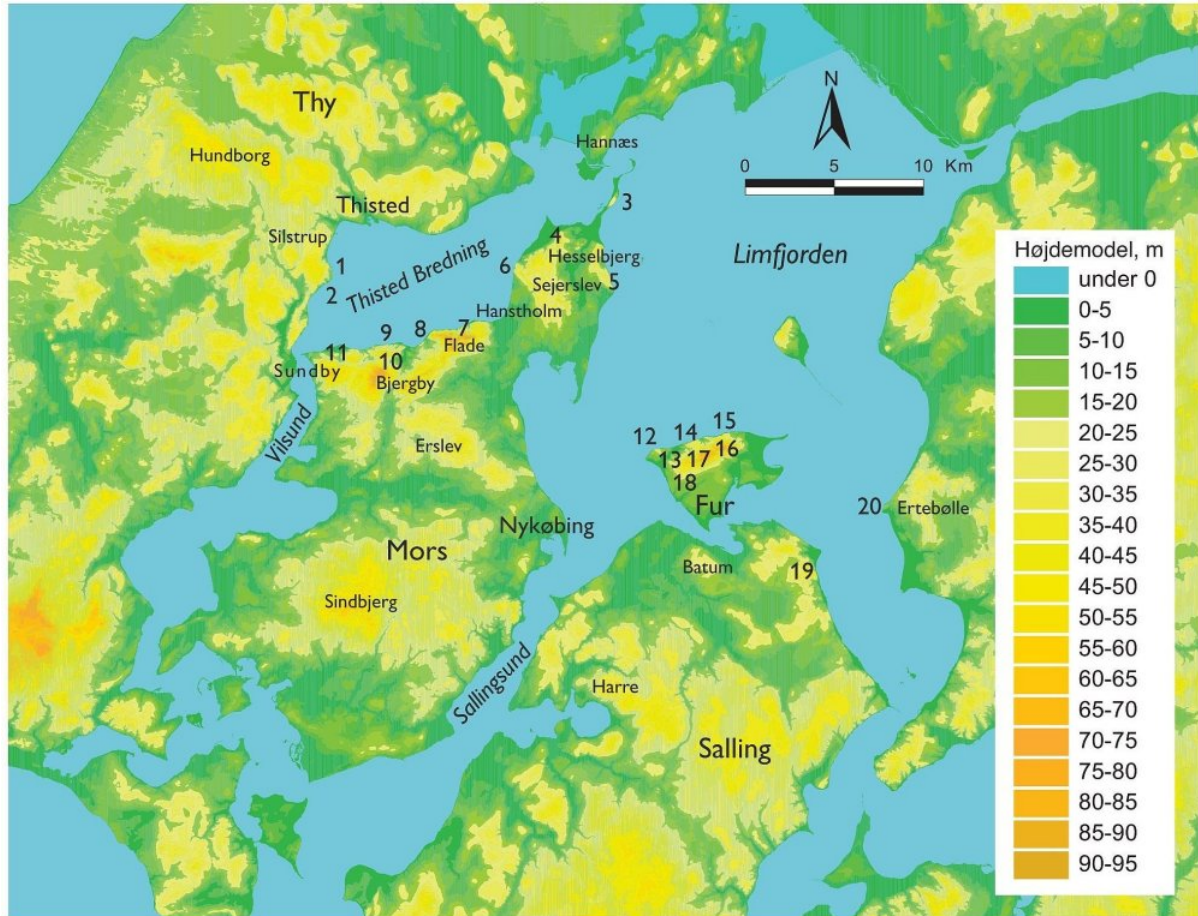 Thy
N
Hundborg
Hannæs
0 5 10 Km
Thisted
3
Silstrup
4
Hesselbjerg
Limfjorden
Højdemodel, m
under 0
0-5
5-10
10-15
15-20
20-25
25-30
30-35
35-40
40-45
45-50
50-55
55-60
60-65
65-70
70-75
75-80
80-85
85-90
90-95
1
Thisted Bredning
6
Sejerslev
5
2
Hanstholm
9
8
7
Flade
11
10
Sundby
Bjergby
Vilsund
Erslev
12
14
15
13
17
16
18
Fur
20
Ertebølle
Nykøbing
Mors
Batum
19
Sindbjerg
Sallingsund
Harre
Salling